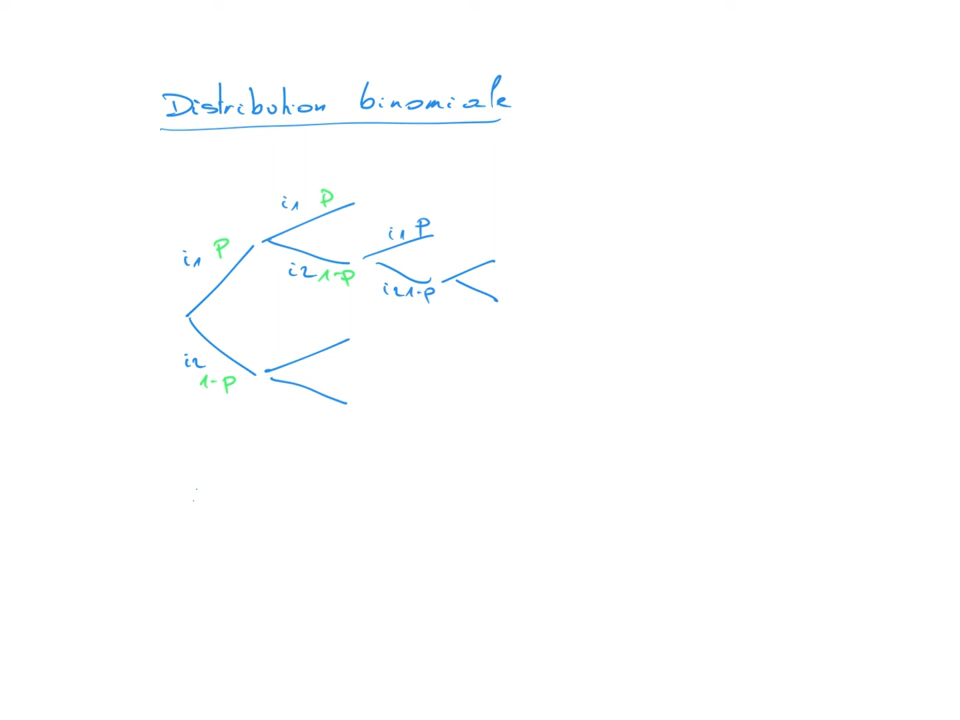 Distribution binomiale
i1 P
i1 P
i1 P
i2 1-P
i2 1-P
i2
1-P